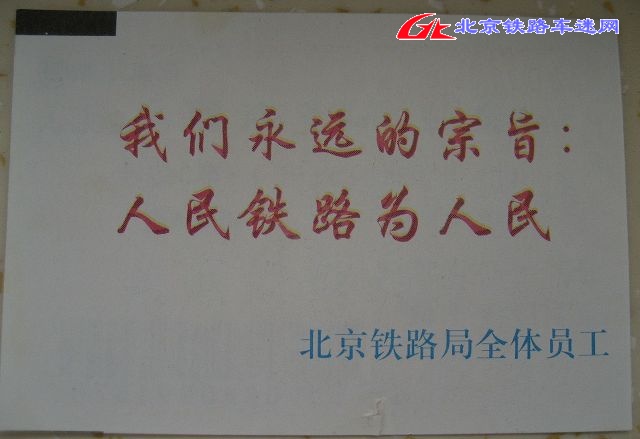 北京铁路车迷网
我们永远的宗旨：
人民铁路为人民
北京铁路局全体员工